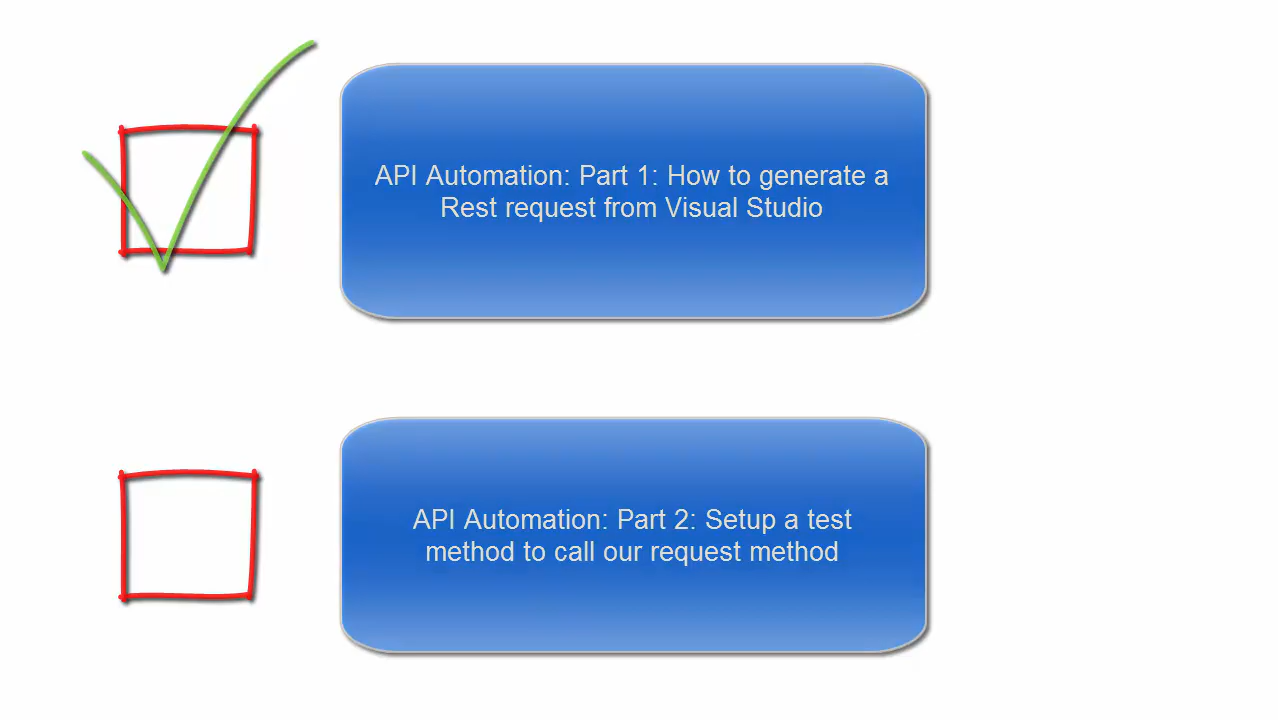 API Automation: Part 1: How to generate a
Rest request from Visual Studio
API Automation: Part 2: Setup a test
method to call our request method